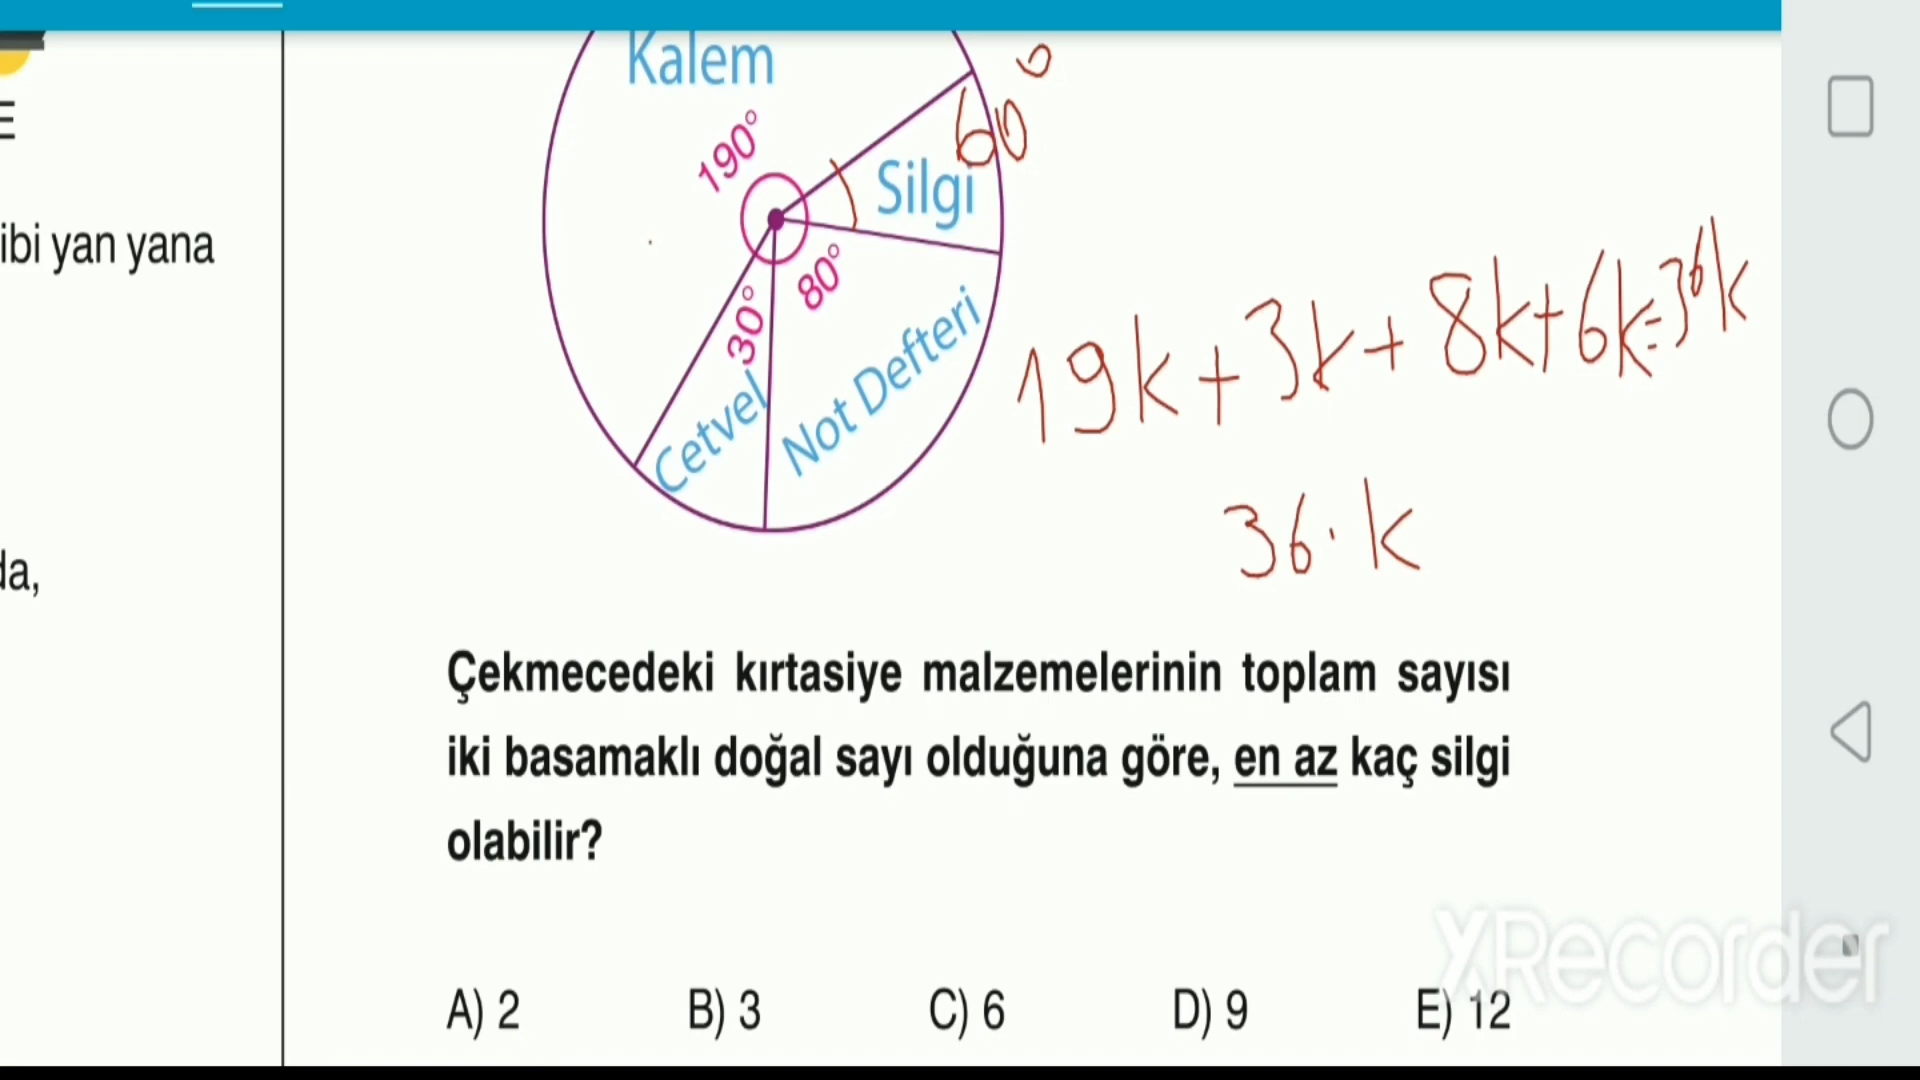 Kalem
60°
E
190°
Silgi
ibi yan yana
80°
30°
Cetvel
Not Defteri
19k+3k+8k+6k=36k
36.k
da,
Çekmecedeki kırtasiye malzemelerinin toplam sayısı
iki basamaklı doğal sayı olduğuna göre, en az kaç silgi
olabilir?
XRecorder
A) 2 B) 3 C) 6 D) 9 E) 12